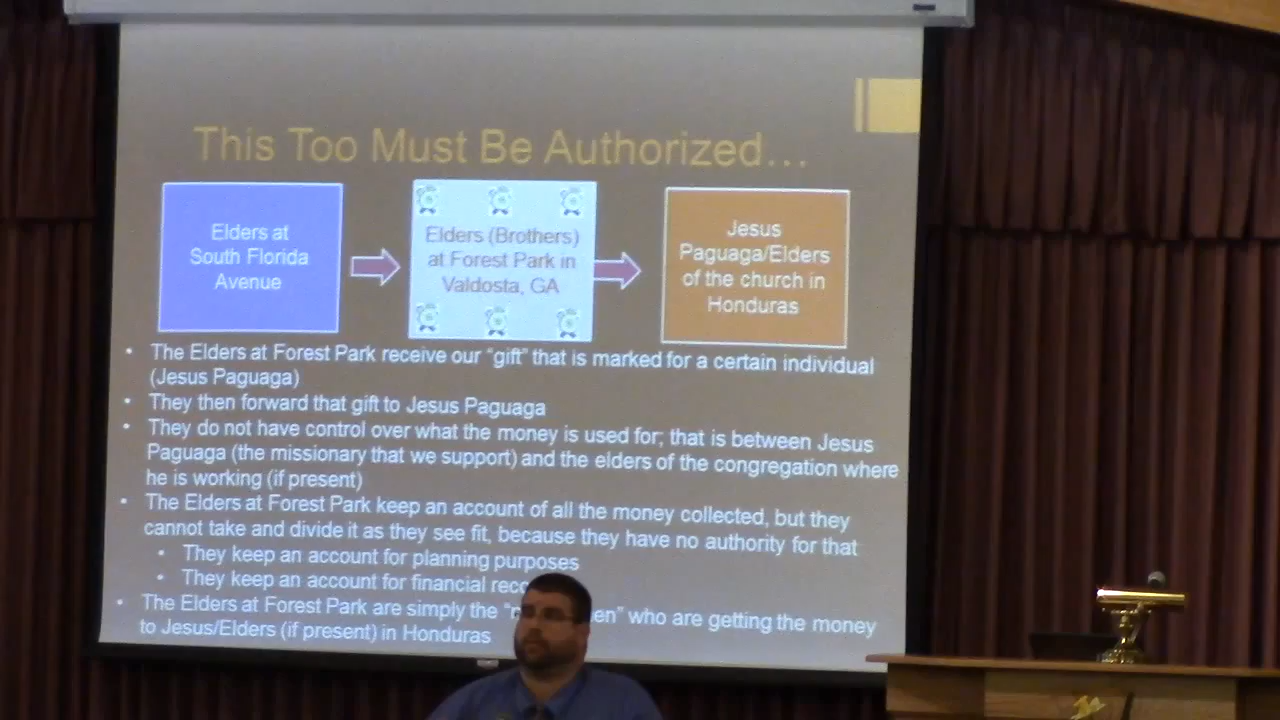 This Too Must Be Authorized…
Elders at
South Florida
Avenue
Elders (Brothers)
at Forest Park in
Valdosta, GA
Jesus
Paguaga/Elders
of the church in
Honduras
• The Elders at Forest Park receive our “gift” that is marked for a certain individual
(Jesus Paguaga)
• They then forward that gift to Jesus Paguaga
• They do not have control over what the money is used for; that is between Jesus
Paguaga (the missionary that we support) and the elders of the congregation where
he is working (if present)
• The Elders at Forest Park keep an account of all the money collected, but they
cannot take and divide it as they see fit, because they have no authority for that
• They keep an account for planning purposes
• They keep an account for financial
• The Elders at Forest Park are simply the who are getting the money
to Jesus/Elders (if present) in Honduras